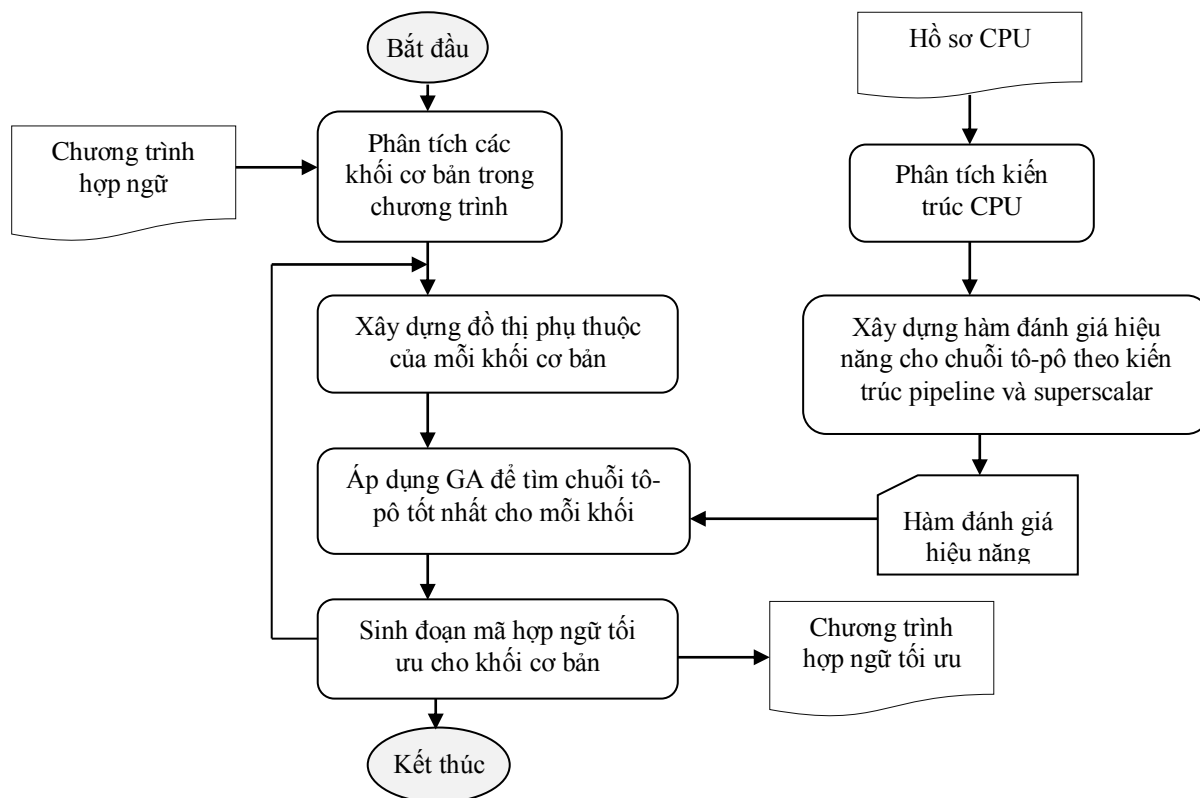 Bắt đầu
Hồ sơ CPU
Chương trình
hợp ngữ
Phân tích các
khối cơ bản trong
chương trình
Phân tích kiến
trúc CPU
Xây dựng đồ thị phụ thuộc
của mỗi khối cơ bản
Xây dựng hàm đánh giá hiệu
năng cho chuỗi tô-pô theo kiến
trúc pipeline và superscalar
Áp dụng GA để tìm chuỗi tô-
pô tốt nhất cho mỗi khối
Hàm đánh giá
hiệu năng
Sinh đoạn mã hợp ngữ tối
ưu cho khối cơ bản
Chương trình
hợp ngữ tối ưu
Kết thúc